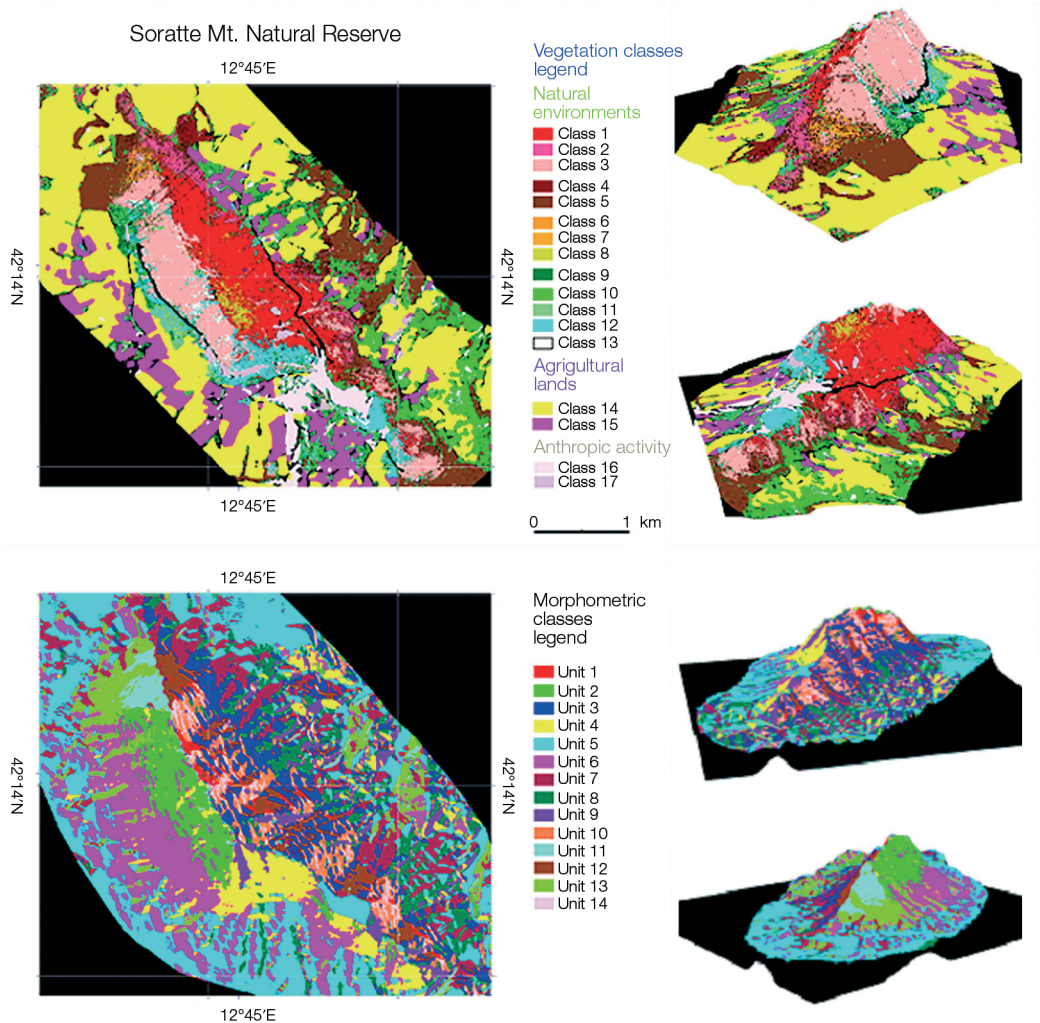 Soratte Mt. Natural Reserve
12°45′E
42°14′N
42°14′N
12°45′E
Vegetation classes
legend
Natural
environments
Class 1
Class 2
Class 3
Class 4
Class 5
Class 6
Class 7
Class 8
Class 9
Class 10
Class 11
Class 12
Class 13
Agrigultural
lands
Class 14
Class 15
Anthropic activity
Class 16
Class 17
0 1 km
12°45′E
42°14′N
42°14′N
12°45′E
Morphometric
classes
legend
Unit 1
Unit 2
Unit 3
Unit 4
Unit 5
Unit 6
Unit 7
Unit 8
Unit 9
Unit 10
Unit 11
Unit 12
Unit 13
Unit 14